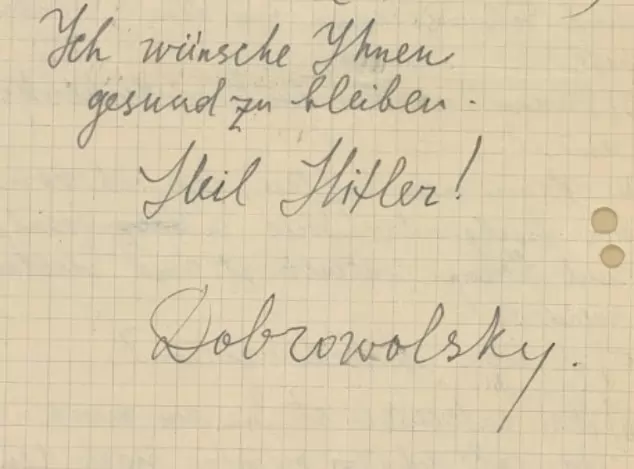 Ich wünsche Ihnen
gesund zu bleiben.
Heil Hitler!
Dobrowolsky.